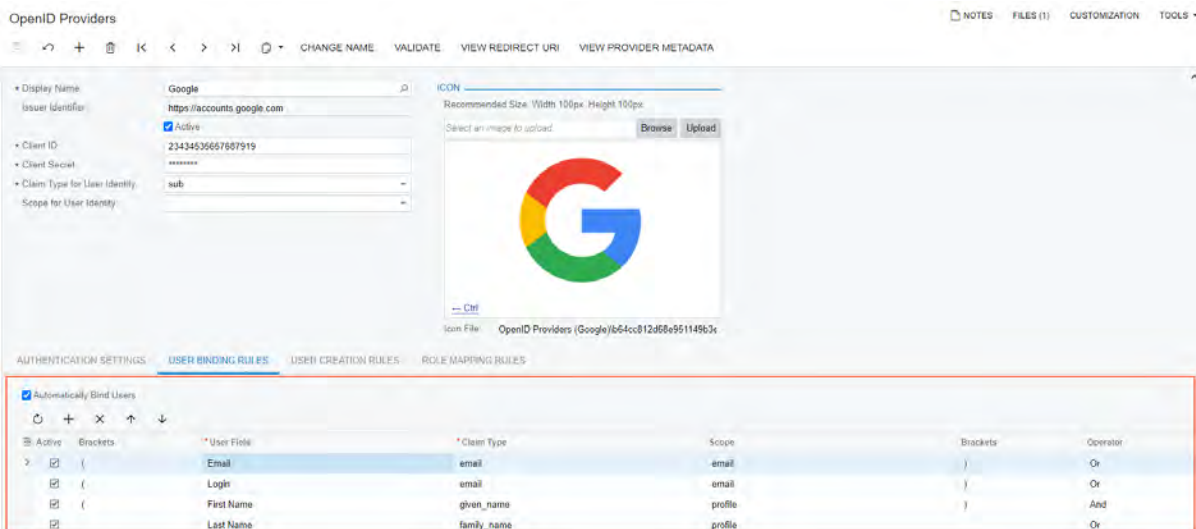 OpenID Providers
NOTES FILES (1) CUSTOMIZATION TOOLS
CHANGE NAME VALIDATE VIEW REDIRECT URI VIEW PROVIDER METADATA
* Display Name: Google
Issuer Identifier: https://accounts.google.com
Active
* Client ID: 23434535657687919
* Client Secret: ********
* Claim Type for User Identity: sub
Scope for User Identity:
ICON
Recommended Size: Width 100px, Height 100px
Select an image to upload. Browse Upload
← Ctrl
Icon File: OpenID Providers (Google)\b64cc812d68e951149b3c
AUTHENTICATION SETTINGS USER BINDING RULES USER CREATION RULES ROLE MAPPING RULES
Automatically Bind Users
Active Brackets * User Field * Claim Type Scope Brackets Operator
( Email email email ) Or
( Login email email ) Or
( First Name given_name profile ) And
Last Name family_name profile Or